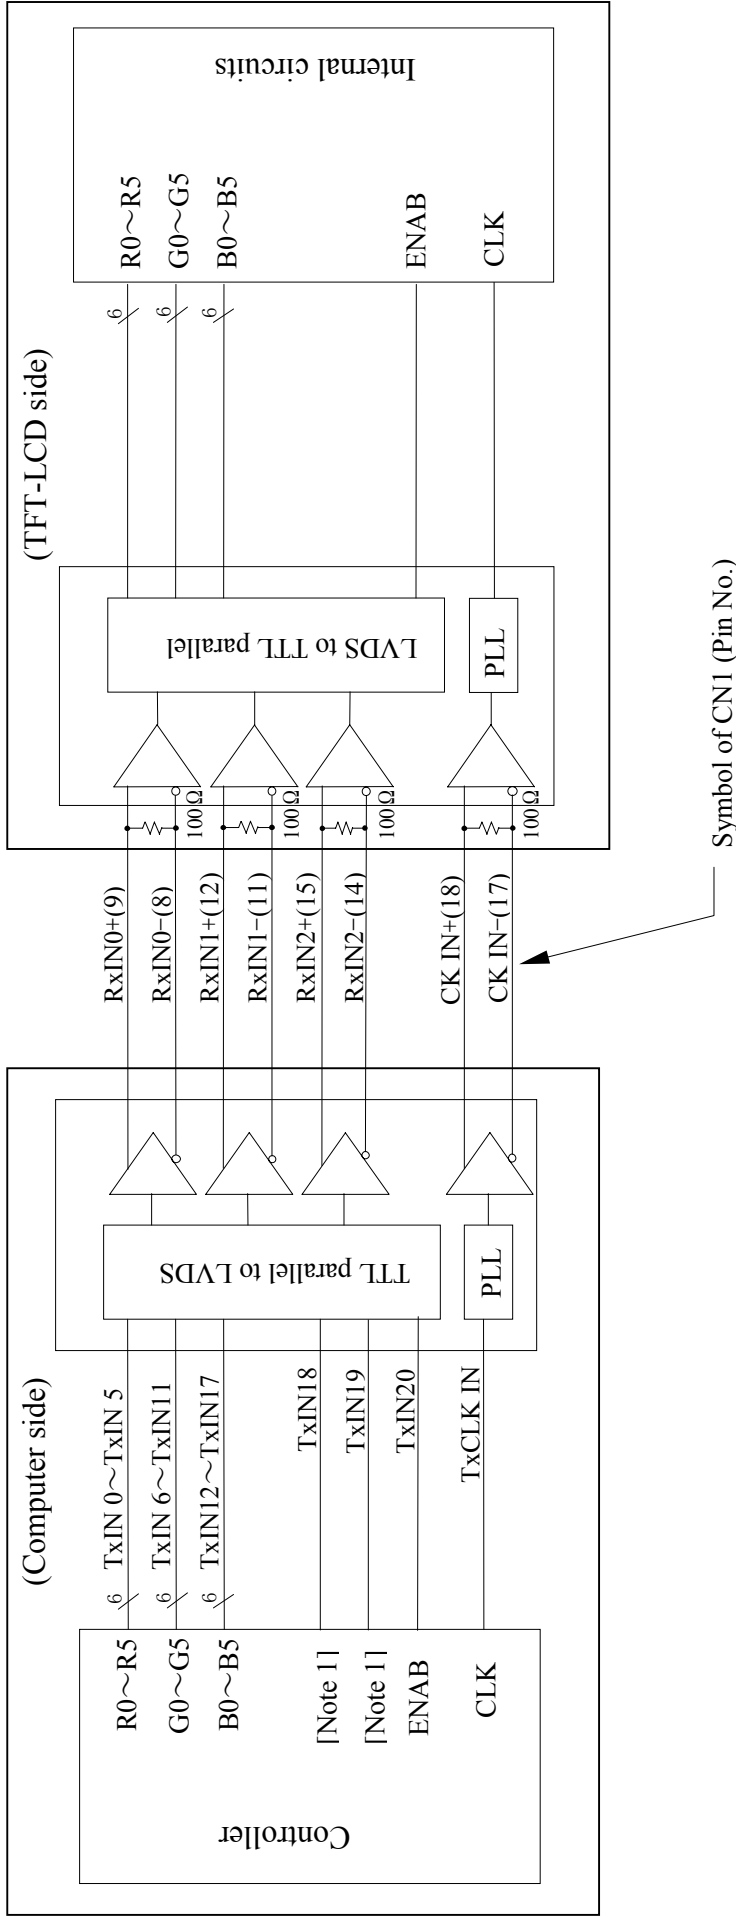 (Computer side)
Controller
R0～R5
G0～G5
B0～B5
[Note 1]
[Note 1]
ENAB
CLK
6
6
6
TxIN 0～TxIN 5
TxIN 6～TxIN11
TxIN12～TxIN17
TxIN18
TxIN19
TxIN20
TxCLK IN
TTL parallel to LVDS
PLL
RxIN0+(9)
RxIN0−(8)
RxIN1+(12)
RxIN1−(11)
RxIN2+(15)
RxIN2−(14)
CK IN+(18)
CK IN−(17)
Symbol of CN1 (Pin No.)
(TFT-LCD side)
100Ω
100Ω
100Ω
100Ω
LVDS to TTL parallel
PLL
6
6
6
R0～R5
G0～G5
B0～B5
ENAB
CLK
Internal circuits